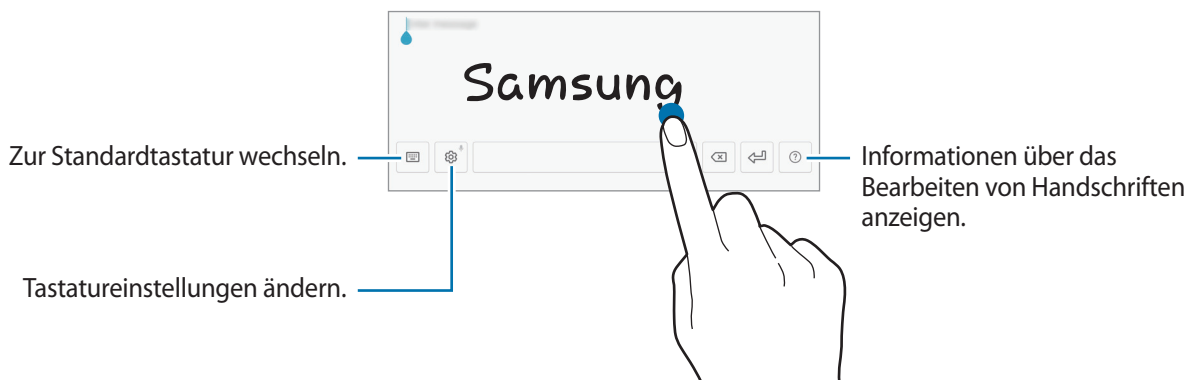 Samsung
Zur Standardtastatur wechseln.
Informationen über das
Bearbeiten von Handschriften
anzeigen.
Tastatureinstellungen ändern.